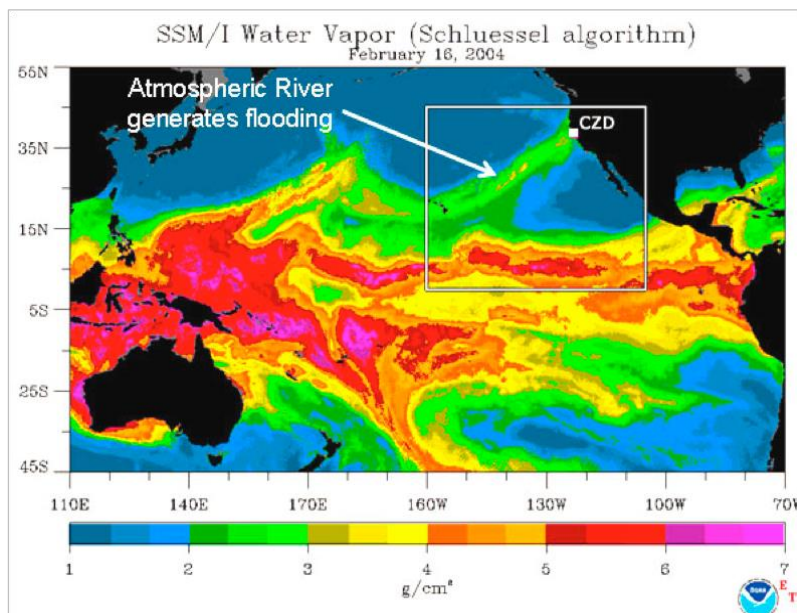 SSM/I Water Vapor (Schluessel algorithm)
February 16, 2004
Atmospheric River
generates flooding
CZD
55N
35N
15N
5S
25S
45S
110E 140E 170E 160W 130W 100W 70W
1 2 3 4 5 6 7
g/cm²
NOAA
E
T